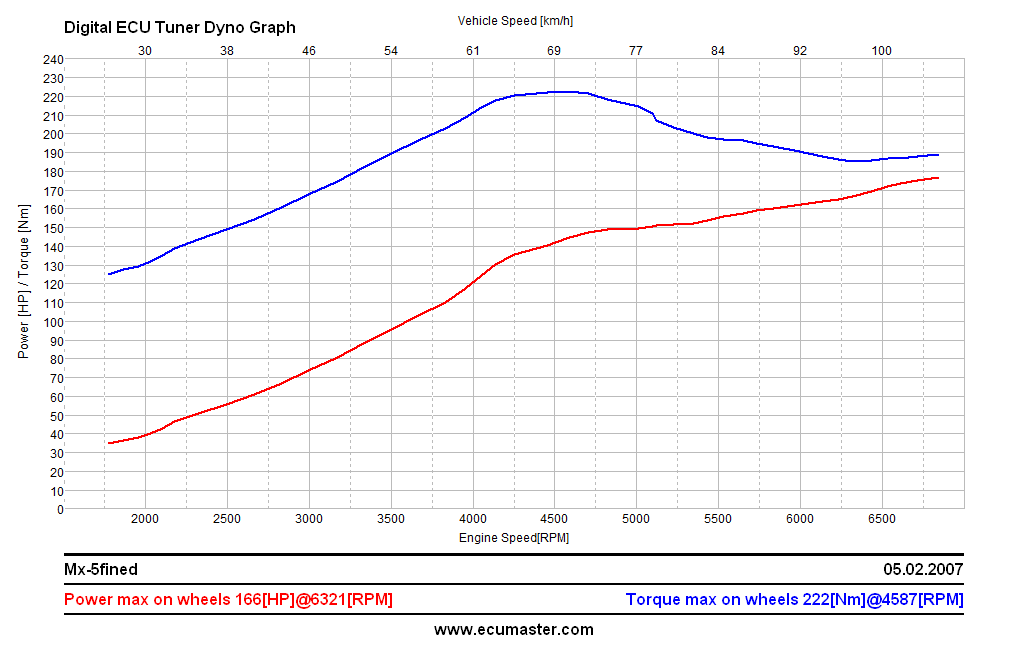 Digital ECU Tuner Dyno Graph
Vehicle Speed [km/h]
30 38 46 54 61 69 77 84 92 100
240
230
220
210
200
190
180
170
160
150
140
130
120
110
100
90
80
70
60
50
40
30
20
10
0
Power [HP] / Torque [Nm]
2000 2500 3000 3500 4000 4500 5000 5500 6000 6500
Engine Speed[RPM]
Mx-5fined 05.02.2007
Power max on wheels 166[HP]@6321[RPM] Torque max on wheels 222[Nm]@4587[RPM]
www.ecumaster.com